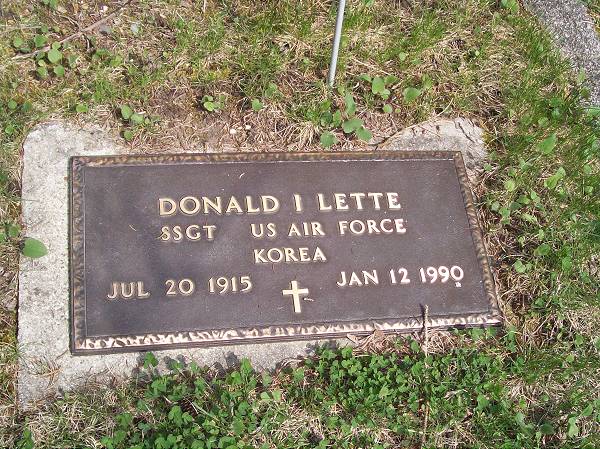 DONALD I LETTE
SSGT US AIR FORCE
KOREA
JUL 20 1915 JAN 12 1990